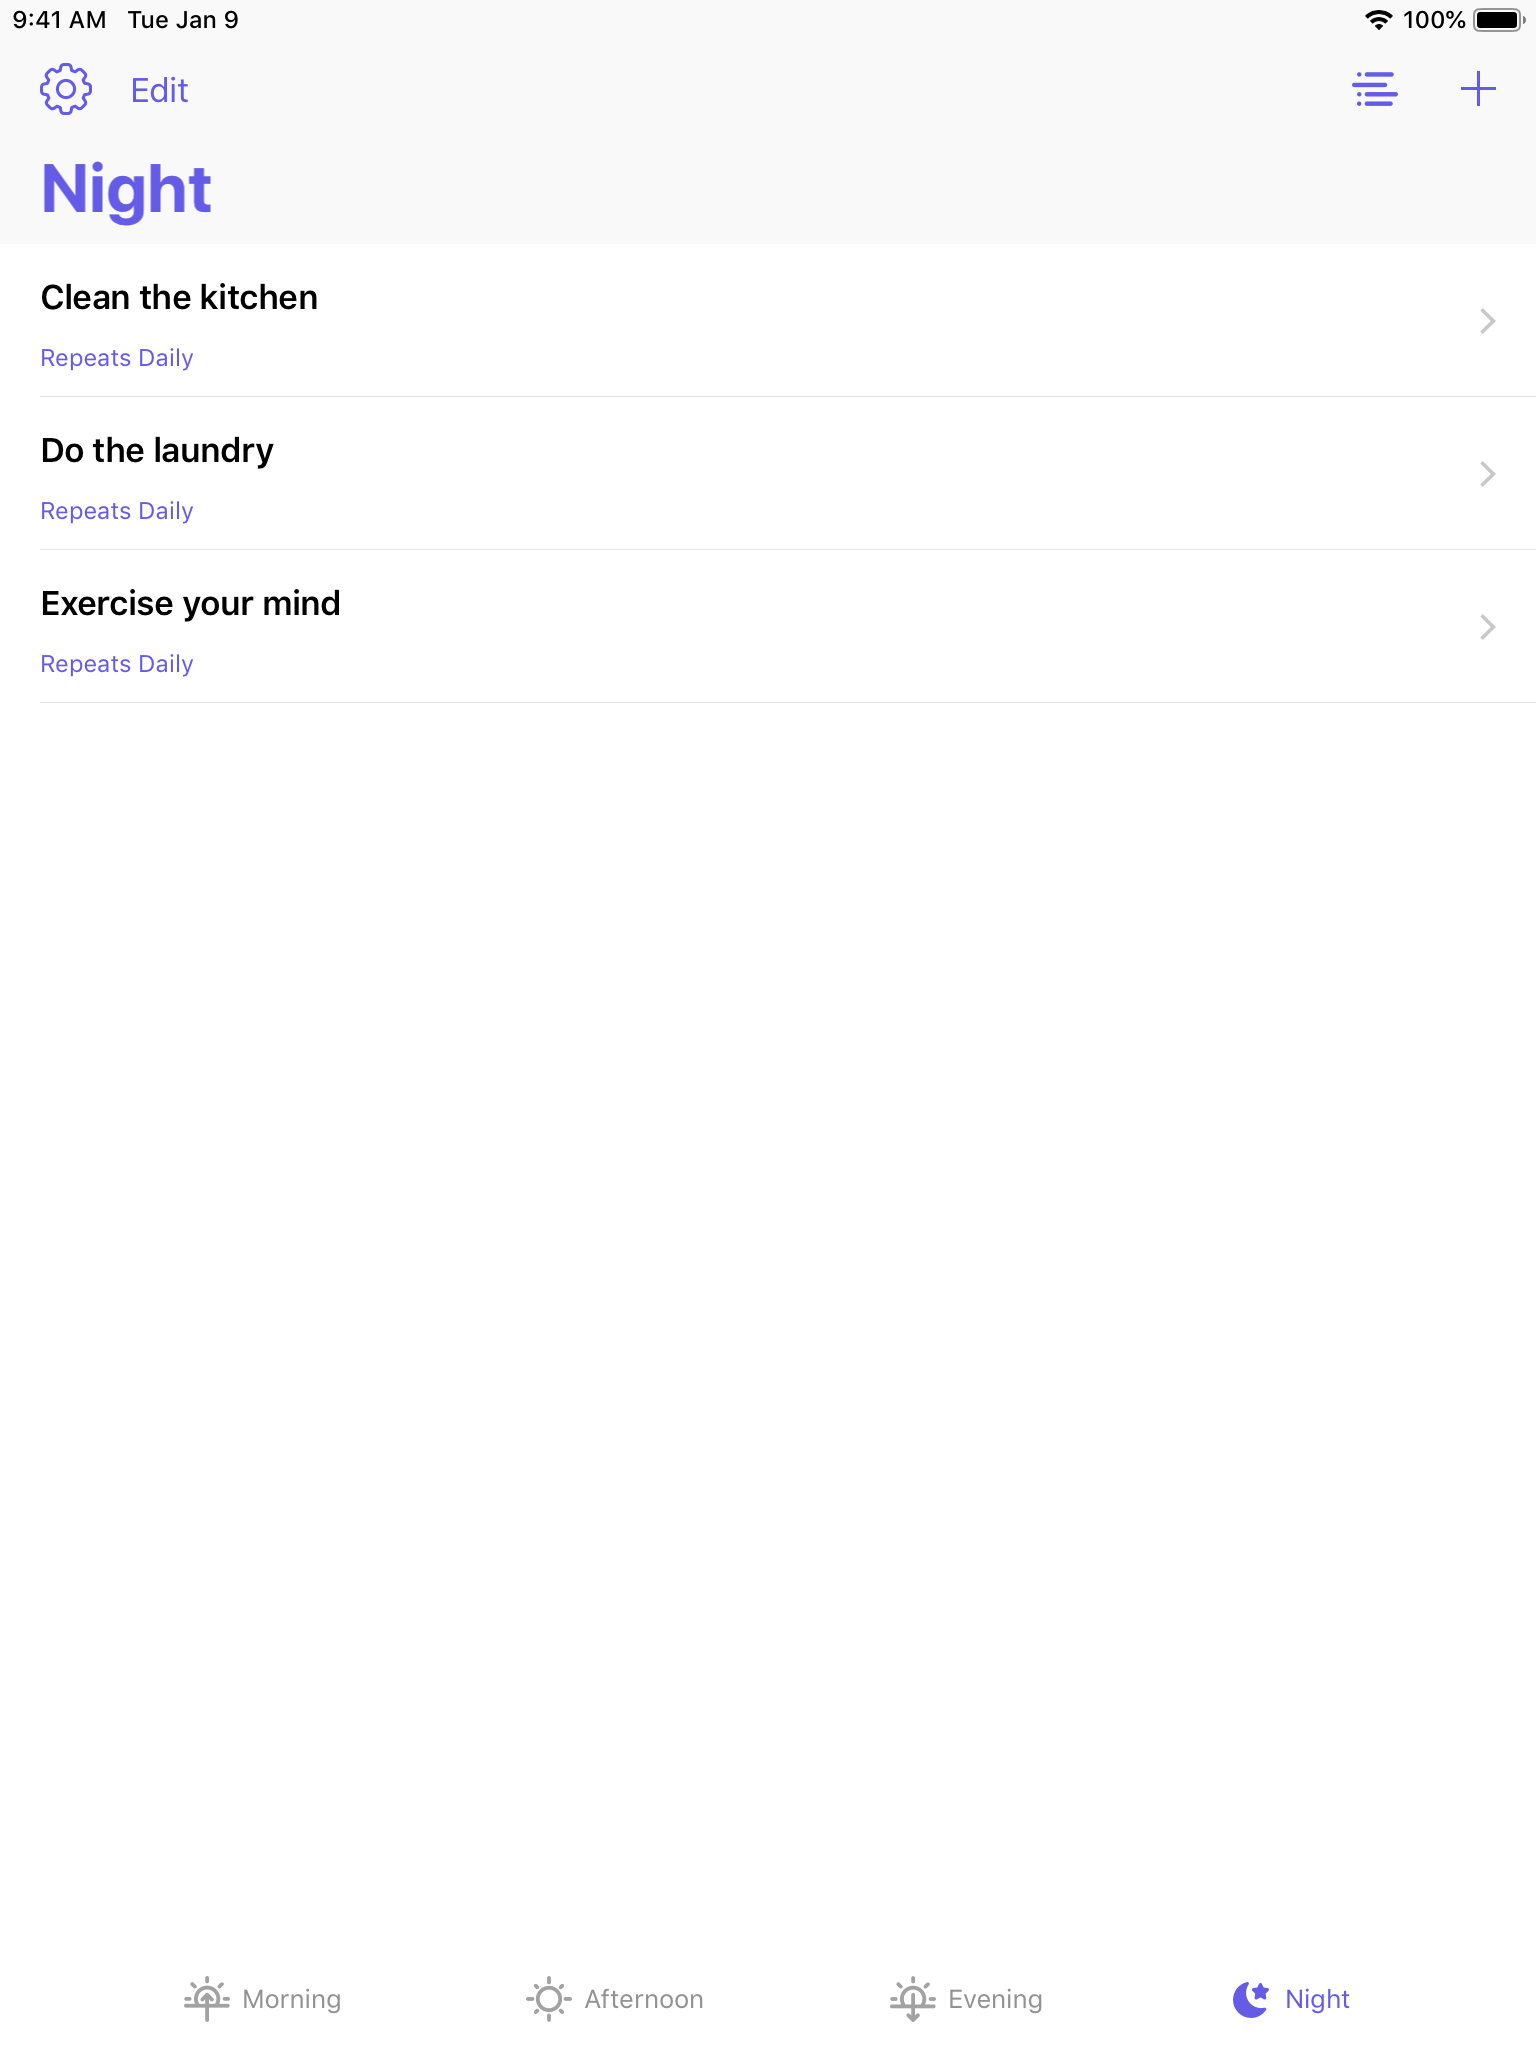 9:41 AM Tue Jan 9 100%
Edit
Night
Clean the kitchen
Repeats Daily
Do the laundry
Repeats Daily
Exercise your mind
Repeats Daily
Morning Afternoon Evening Night